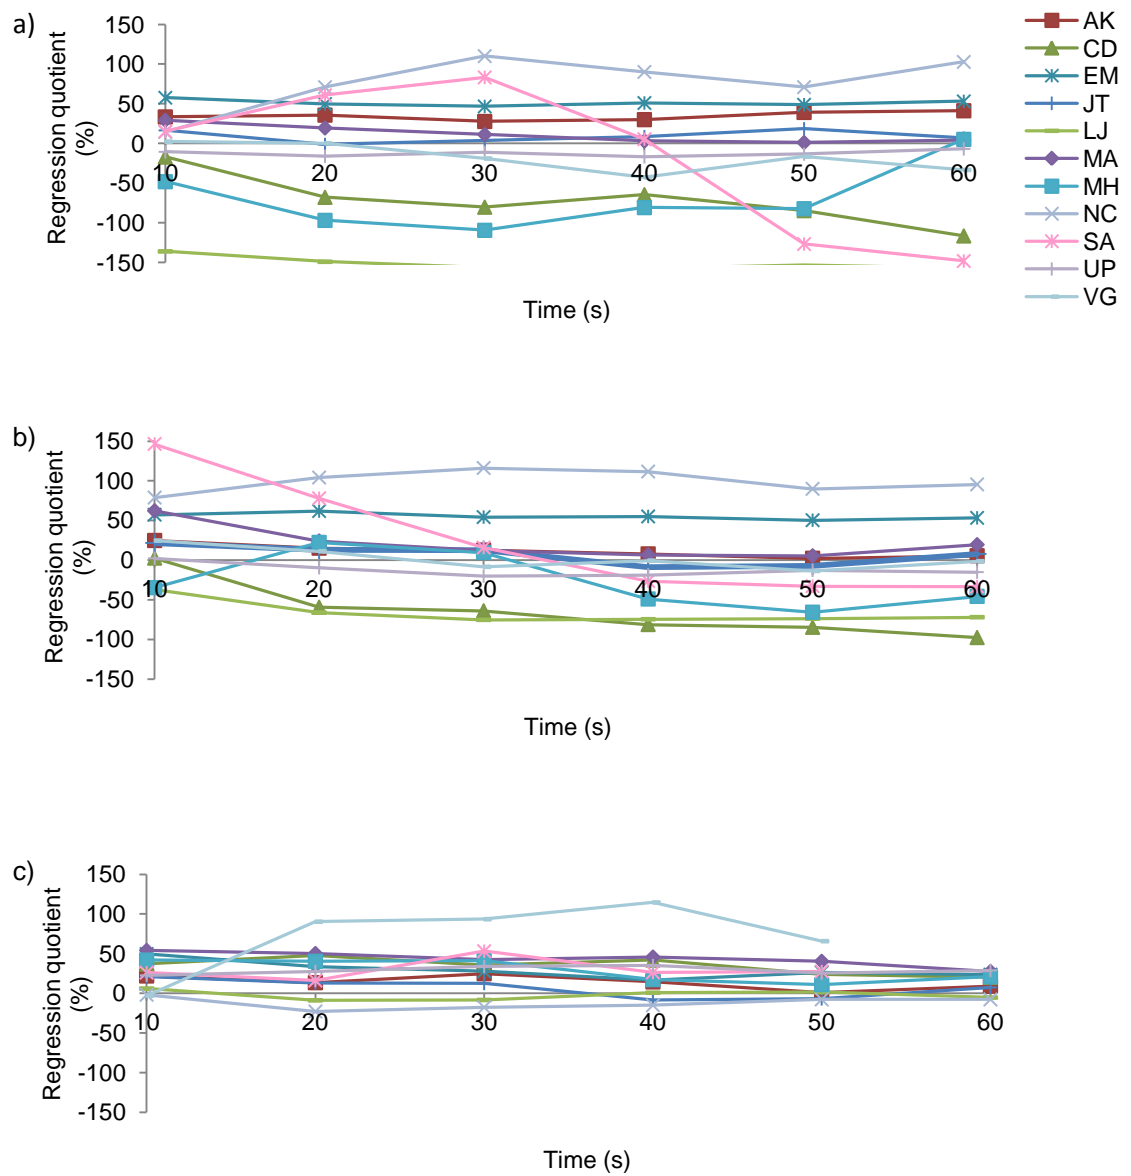 a)
Regression quotient
(%)
150
100
50
0
-50
-100
-150
10 20 30 40 50 60
Time (s)
AK
CD
EM
JT
LJ
MA
MH
NC
SA
UP
VG
b)
Regression quotient
(%)
150
100
50
0
-50
-100
-150
10 20 30 40 50 60
Time (s)
c)
Regression quotient
(%)
150
100
50
0
-50
-100
-150
10 20 30 40 50 60
Time (s)